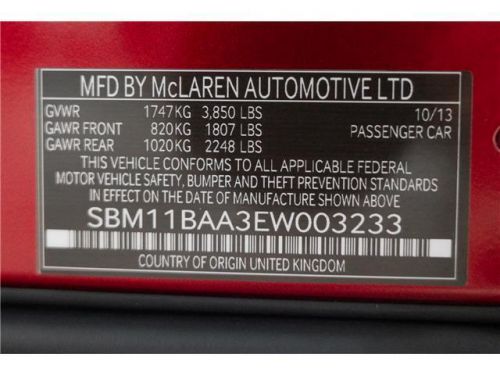 MFD BY McLAREN AUTOMOTIVE LTD
GVWR 1747KG 3,850 LBS 10/13
GAWR FRONT 820KG 1807 LBS PASSENGER CAR
GAWR REAR 1020KG 2248 LBS
THIS VEHICLE CONFORMS TO ALL APPLICABLE FEDERAL
MOTOR VEHICLE SAFETY, BUMPER AND THEFT PREVENTION STANDARDS
IN EFFECT ON THE DATE OF MANUFACTURE SHOWN ABOVE
SBM11BAA3EW003233
COUNTRY OF ORIGIN UNITED KINGDOM